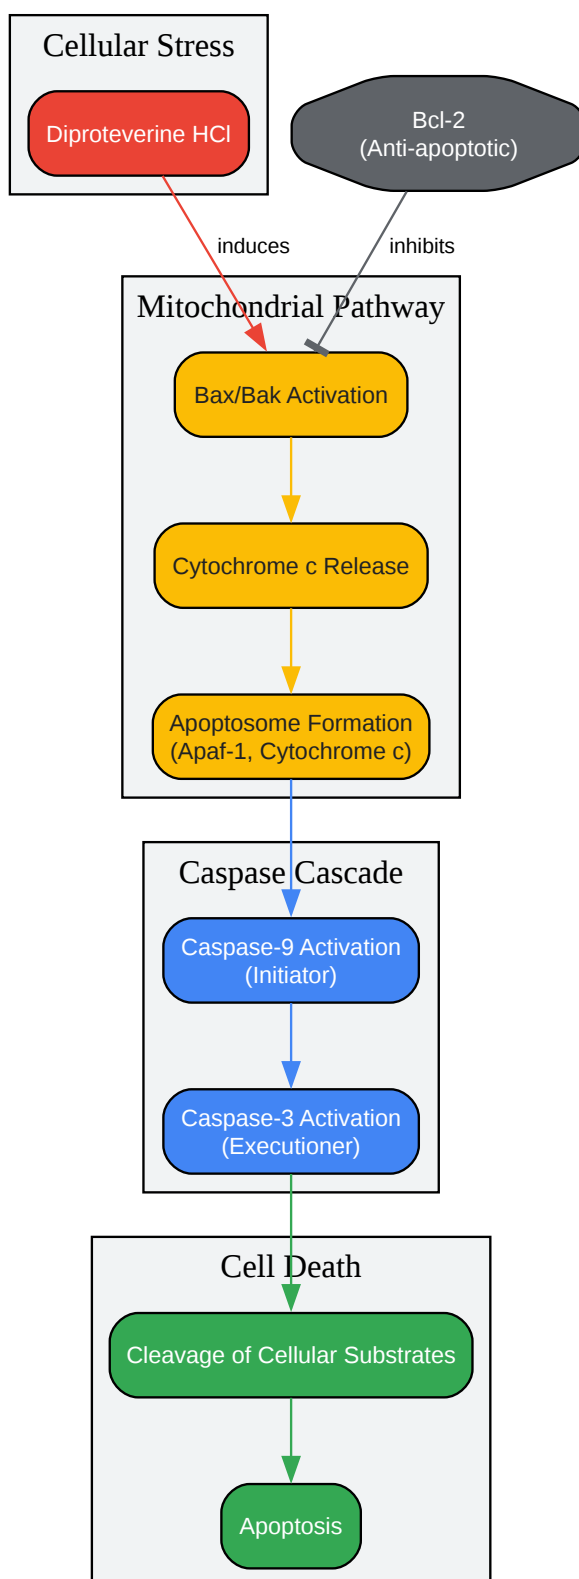 Cellular Stress
Diproteverine HCl
Bcl-2
(Anti-apoptotic)
induces
inhibits
Mitochondrial Pathway
Bax/Bak Activation
Cytochrome c Release
Apoptosome Formation
(Apaf-1, Cytochrome c)
Caspase Cascade
Caspase-9 Activation
(Initiator)
Caspase-3 Activation
(Executioner)
Cell Death
Cleavage of Cellular Substrates
Apoptosis